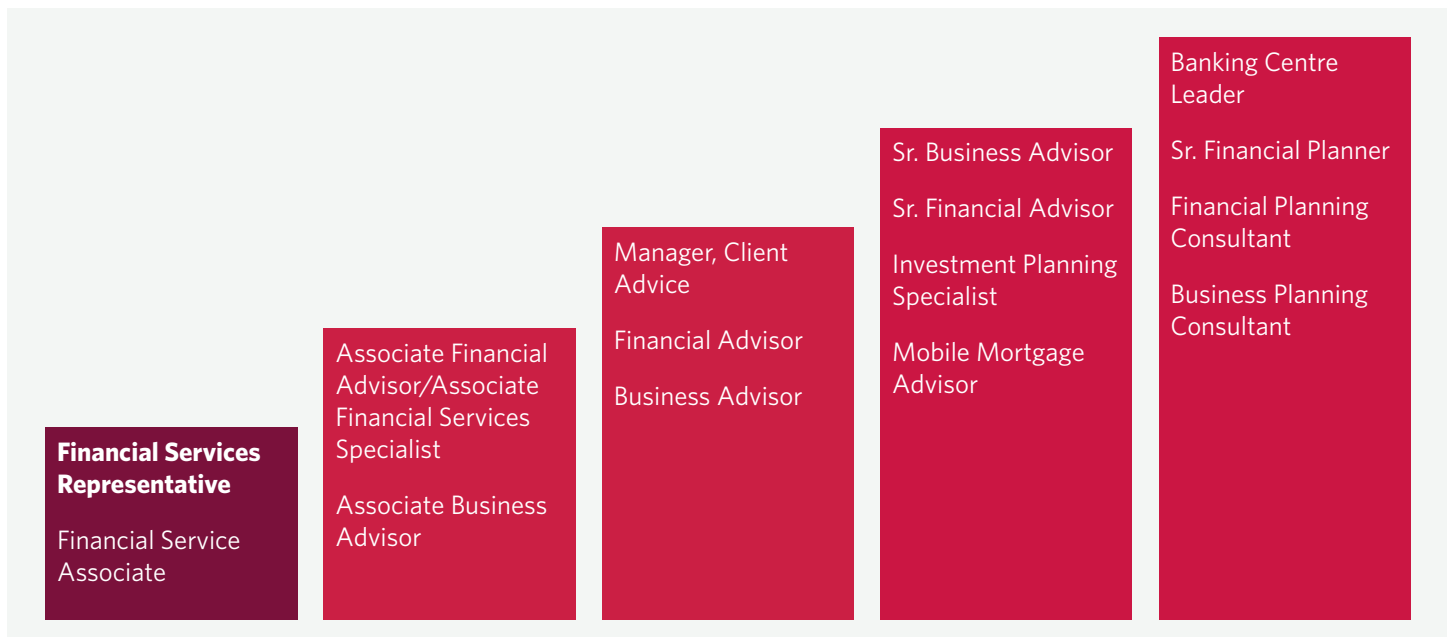 Financial Services
Representative
Financial Service
Associate
Associate Financial
Advisor/Associate
Financial Services
Specialist
Associate Business
Advisor
Manager, Client
Advice
Financial Advisor
Business Advisor
Sr. Business Advisor
Sr. Financial Advisor
Investment Planning
Specialist
Mobile Mortgage
Advisor
Banking Centre
Leader
Sr. Financial Planner
Financial Planning
Consultant
Business Planning
Consultant